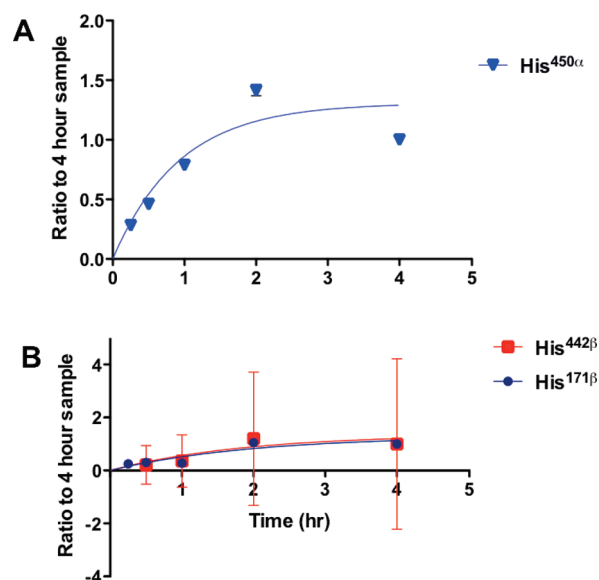 A
Ratio to 4 hour sample
2.0
1.5
1.0
0.5
0.0
0 1 2 3 4 5
His450α
B
Ratio to 4 hour sample
4
2
0
-2
-4
1 2 3 4 5
Time (hr)
His442β
His171β